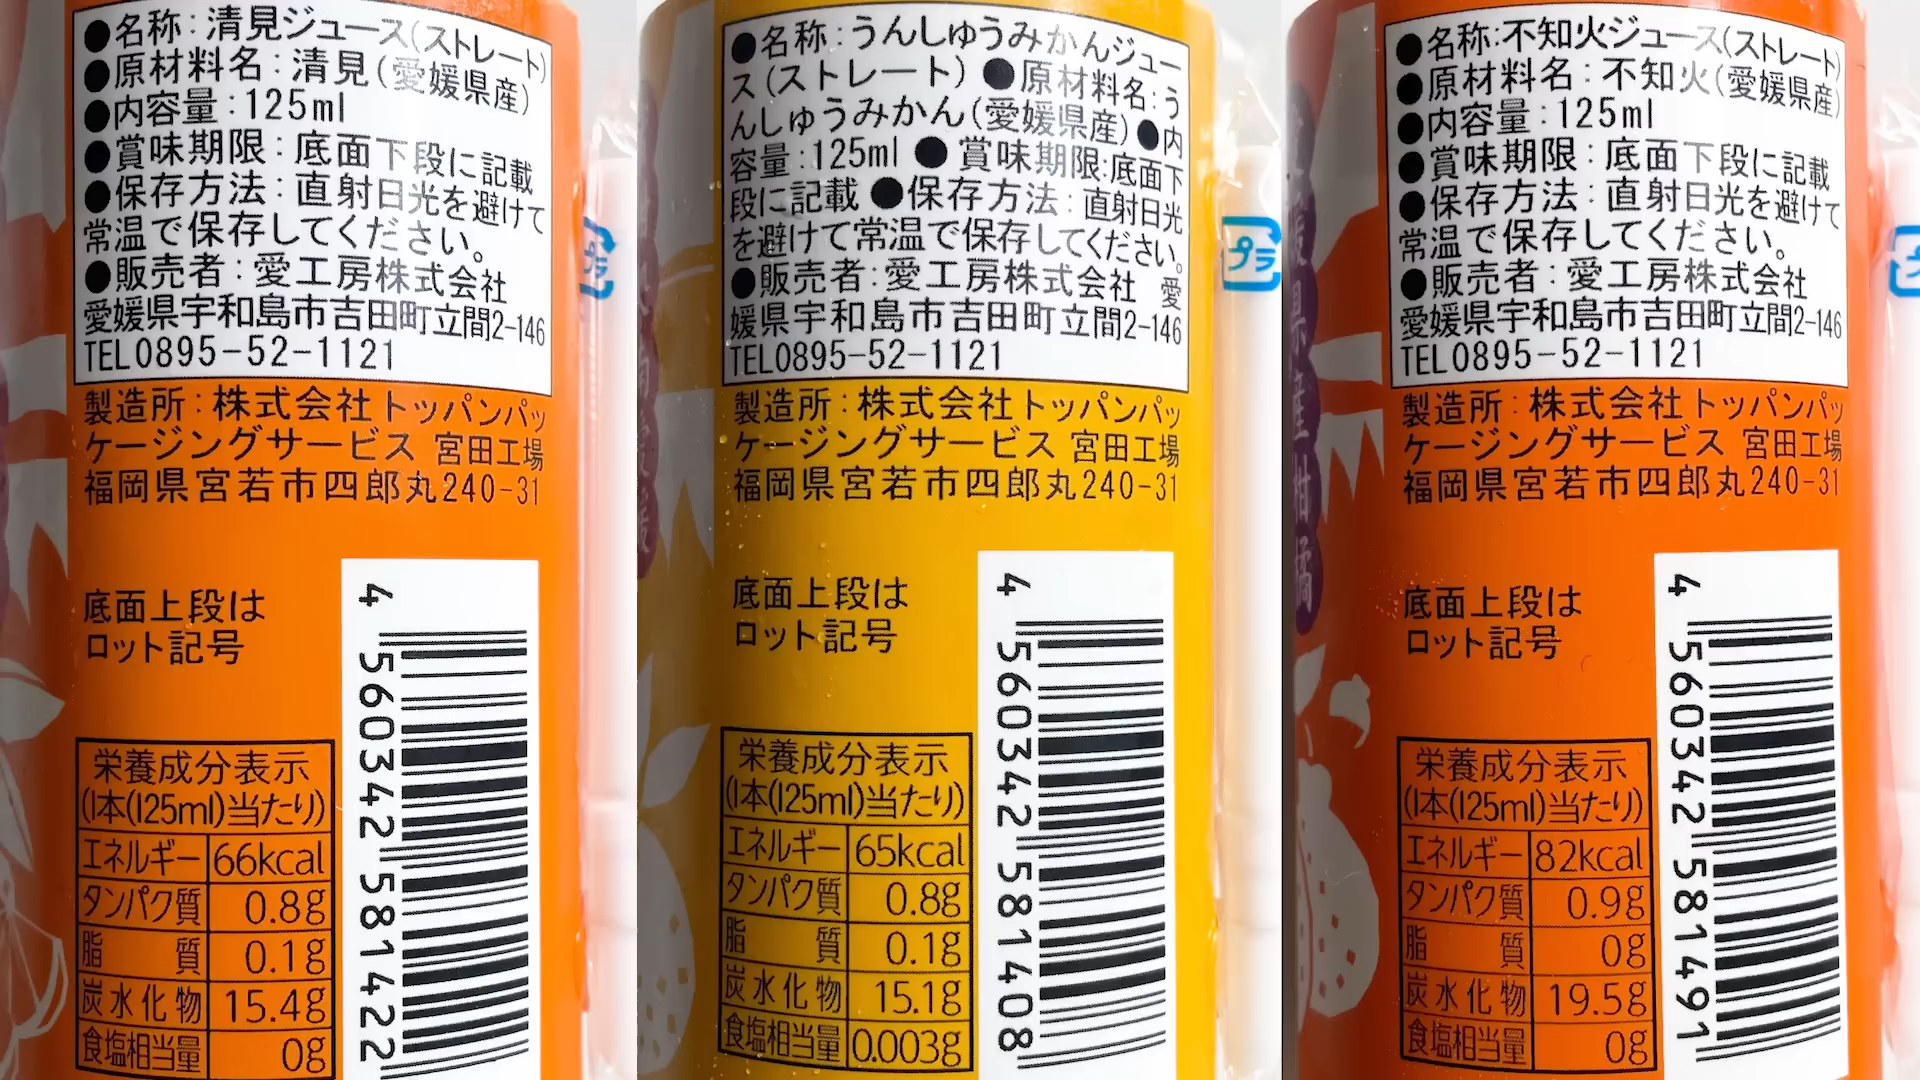 ●名称:清見ジュース(ストレート)
●原材料名:清見(愛媛県産)
●内容量:125ml
●賞味期限:底面下段に記載
●保存方法:直射日光を避けて
常温で保存してください。
●販売者:愛工房株式会社
愛媛県宇和島市吉田町立間2-146
TEL0895-52-1121
製造所:株式会社トッパンパッ
ケージングサービス 宮田工場
福岡県宮若市四郎丸240-31
底面上段は
ロット記号
栄養成分表示
(1本(125ml)当たり)
エネルギー 66kcal
タンパク質 0.8g
脂質 0.1g
炭水化物 15.4g
食塩相当量 0g
4 560342 581422
●名称:うんしゅうみかんジュー
ス(ストレート) ●原材料名:う
んしゅうみかん(愛媛県産)●内
容量:125ml ●賞味期限:底面下
段に記載 ●保存方法:直射日光
を避けて常温で保存してください。
●販売者:愛工房株式会社 愛
媛県宇和島市吉田町立間2-146
TEL0895-52-1121
製造所:株式会社トッパンパッ
ケージングサービス 宮田工場
福岡県宮若市四郎丸240-31
底面上段は
ロット記号
栄養成分表示
(1本(125ml)当たり)
エネルギー 65kcal
タンパク質 0.8g
脂質 0.1g
炭水化物 15.1g
食塩相当量 0.003g
4 560342 581408
プラ
●名称:不知火ジュース(ストレート)
●原材料名:不知火(愛媛県産)
●内容量:125ml
●賞味期限:底面下段に記載
●保存方法:直射日光を避けて
常温で保存してください。
●販売者:愛工房株式会社
愛媛県宇和島市吉田町立間2-146
TEL0895-52-1121
製造所:株式会社トッパンパッ
ケージングサービス 宮田工場
福岡県宮若市四郎丸240-31
底面上段は
ロット記号
栄養成分表示
(1本(125ml)当たり)
エネルギー 82kcal
タンパク質 0.9g
脂質 0g
炭水化物 19.5g
食塩相当量 0g
4 560342 581491